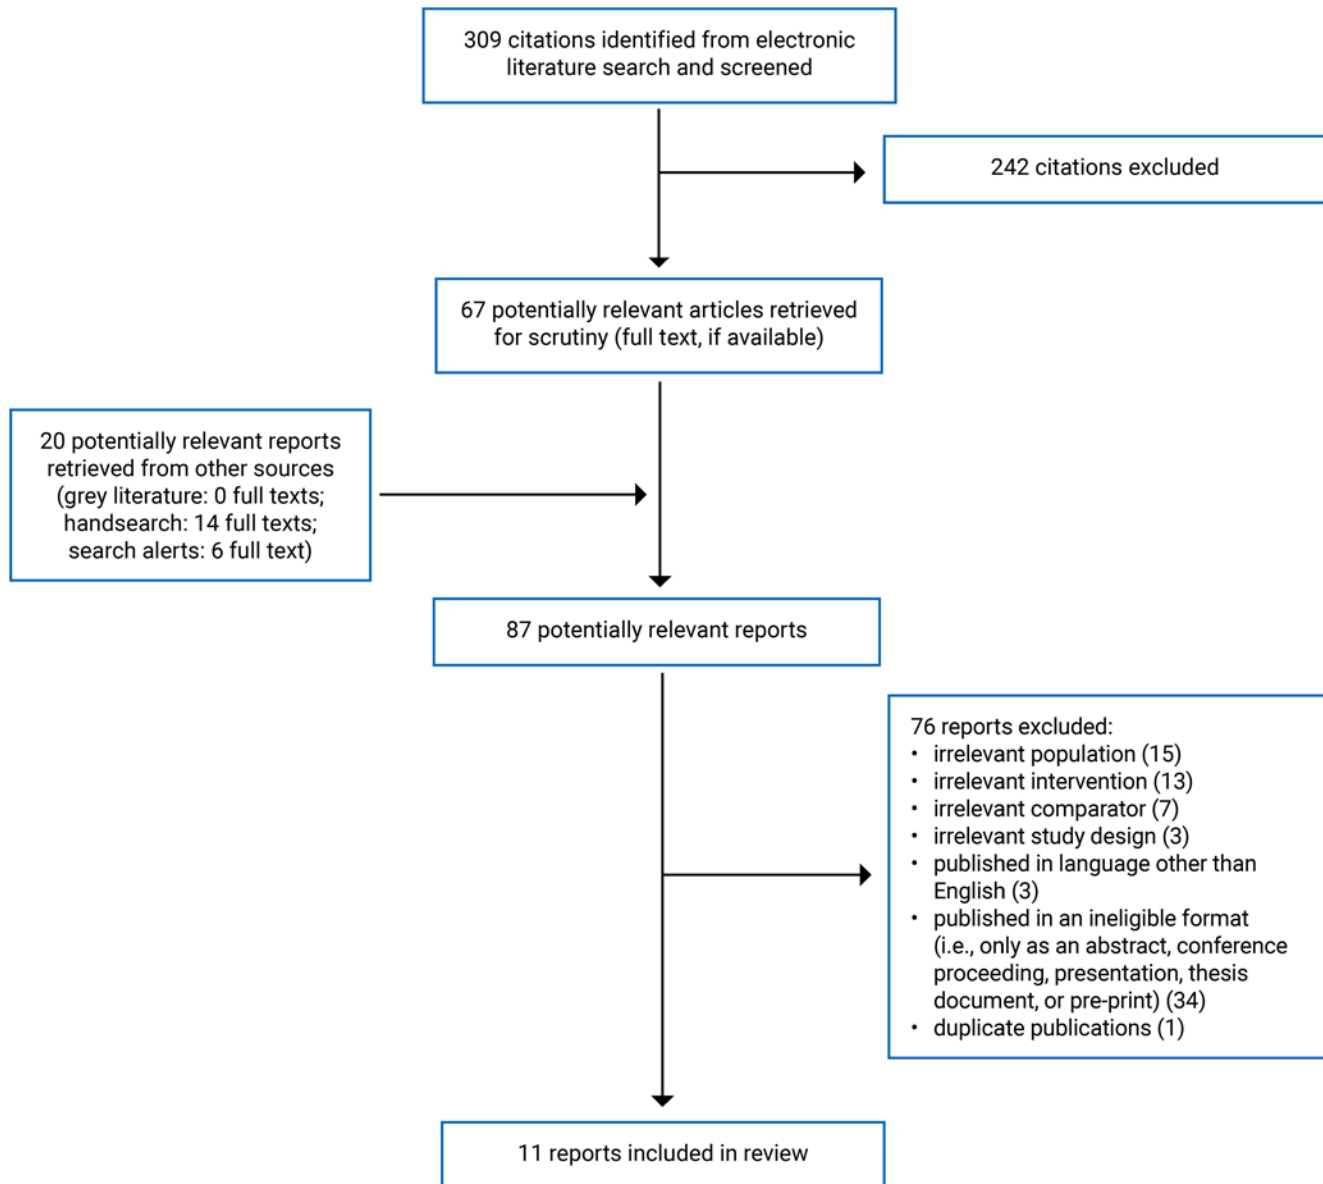 309 citations identified from electronic
literature search and screened
242 citations excluded
67 potentially relevant articles retrieved
for scrutiny (full text, if available)
20 potentially relevant reports
retrieved from other sources
(grey literature: 0 full texts;
handsearch: 14 full texts;
search alerts: 6 full text)
87 potentially relevant reports
76 reports excluded:
• irrelevant population (15)
• irrelevant intervention (13)
• irrelevant comparator (7)
• irrelevant study design (3)
• published in language other than
English (3)
• published in an ineligible format
(i.e., only as an abstract, conference
proceeding, presentation, thesis
document, or pre-print) (34)
• duplicate publications (1)
11 reports included in review